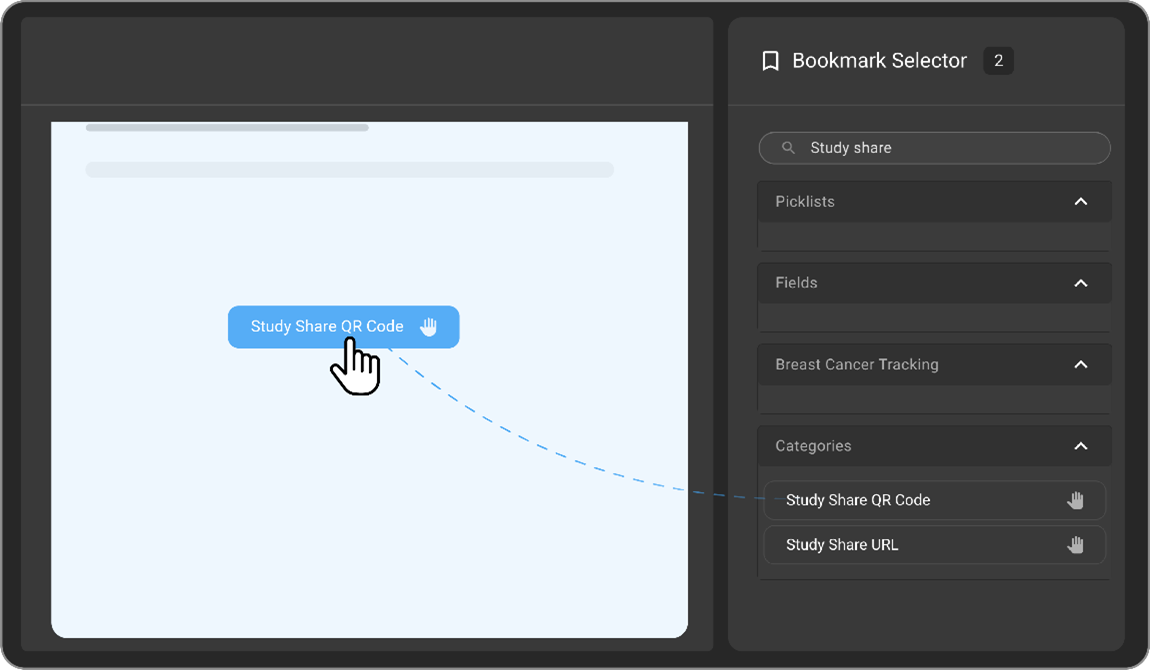 Bookmark Selector 2
Study share
Picklists
Fields
Study Share QR Code
Breast Cancer Tracking
Categories
Study Share QR Code
Study Share URL